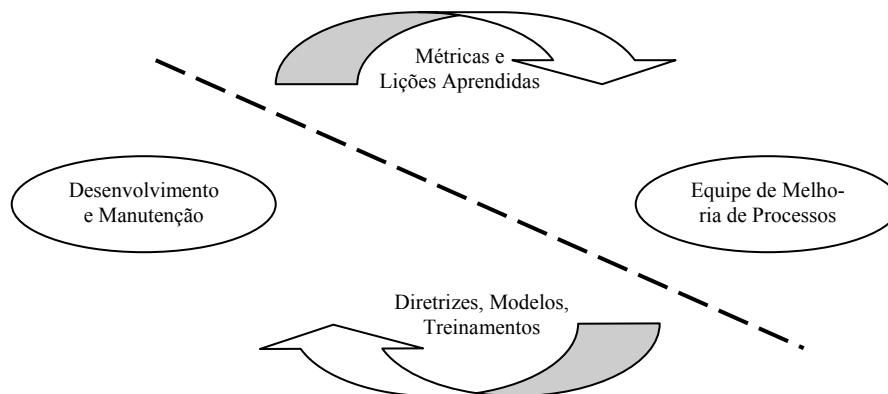 Métricas e
Lições Aprendidas
Desenvolvimento
e Manutenção
Equipe de Melho-
ria de Processos
Diretrizes, Modelos,
Treinamentos